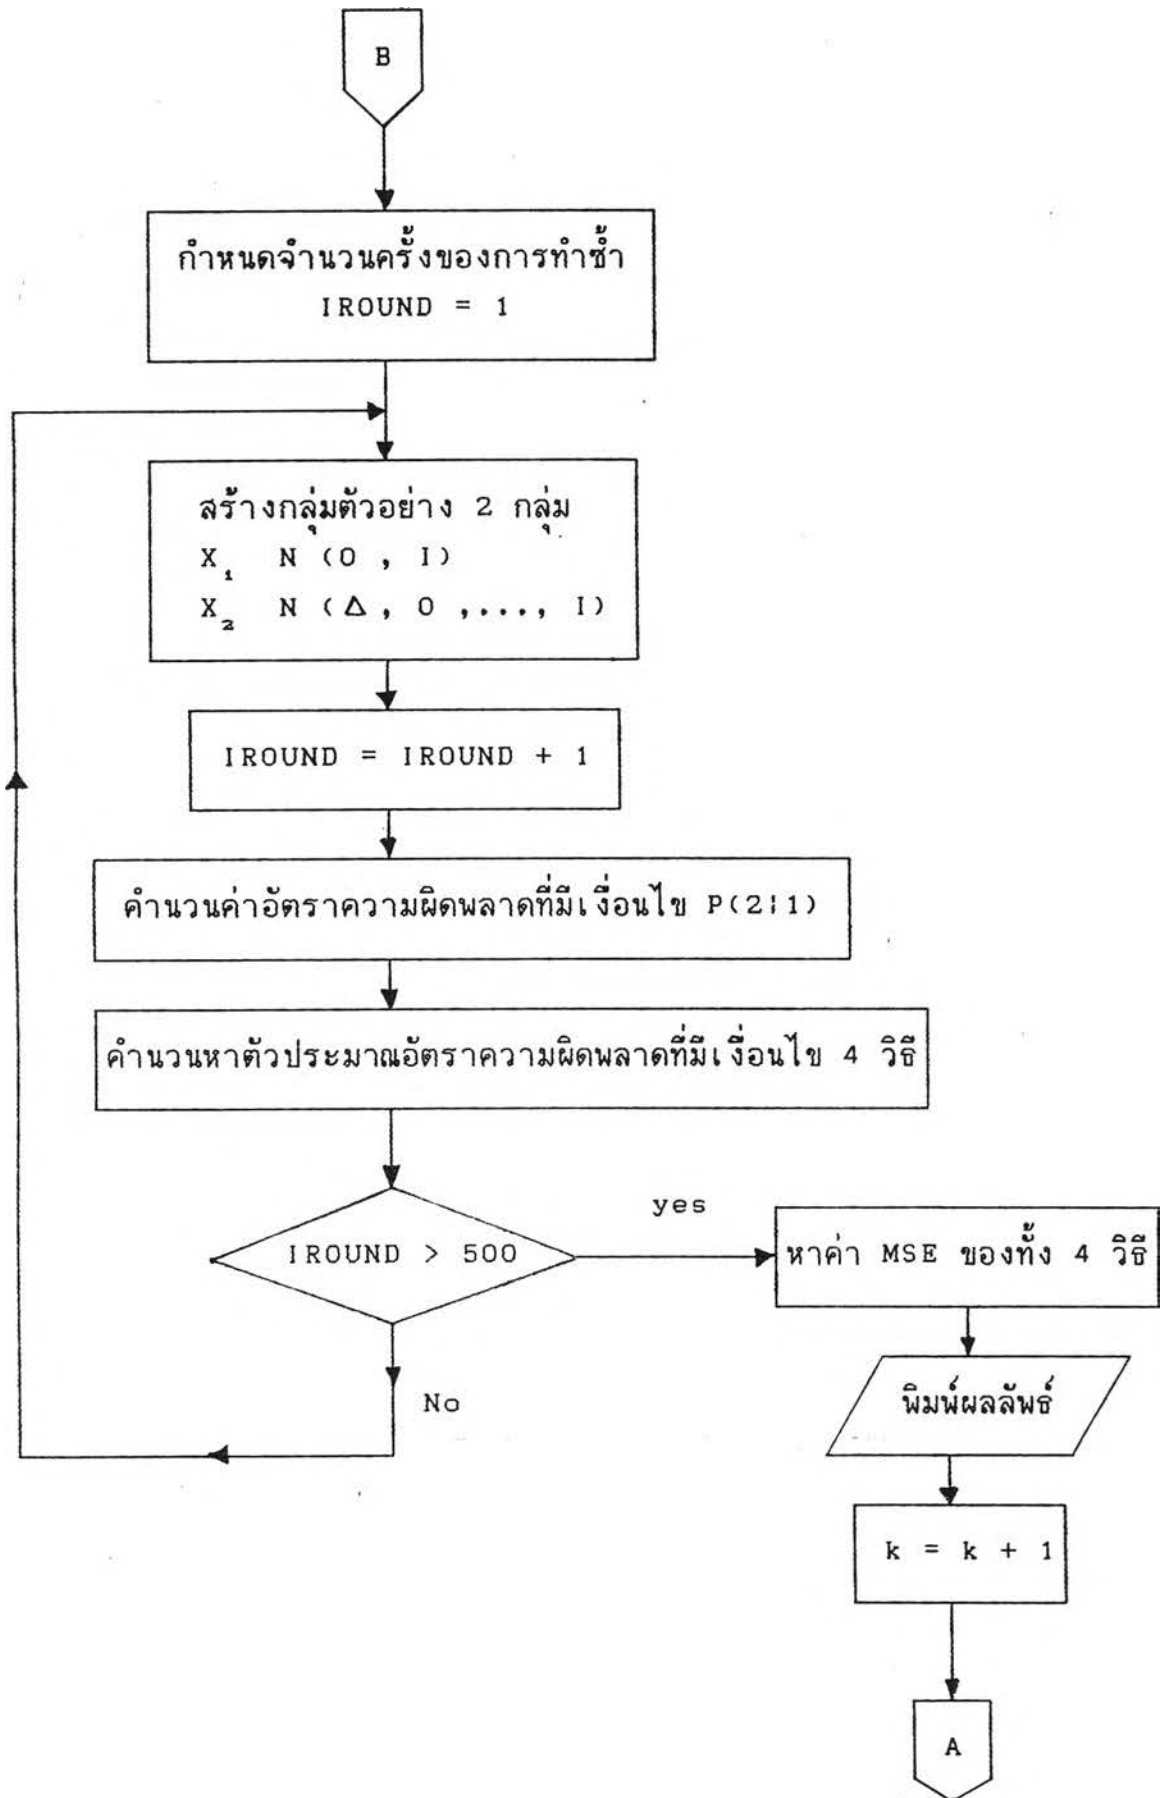 B
กำหนดจำนวนครั้งของการทำซ้ำ
IROUND = 1
สร้างกลุ่มตัวอย่าง 2 กลุ่ม
X₁ N (0 , I)
X₂ N (Δ, 0 ,..., I)
IROUND = IROUND + 1
คำนวนค่าอัตราความผิดพลาดที่มีเงื่อนไข P(2¦1)
คำนวนหาตัวประมาณอัตราความผิดพลาดที่มีเงื่อนไข 4 วิธี
IROUND > 500
yes
หาค่า MSE ของทั้ง 4 วิธี
No
พิมพ์ผลลัพธ์
k = k + 1
A